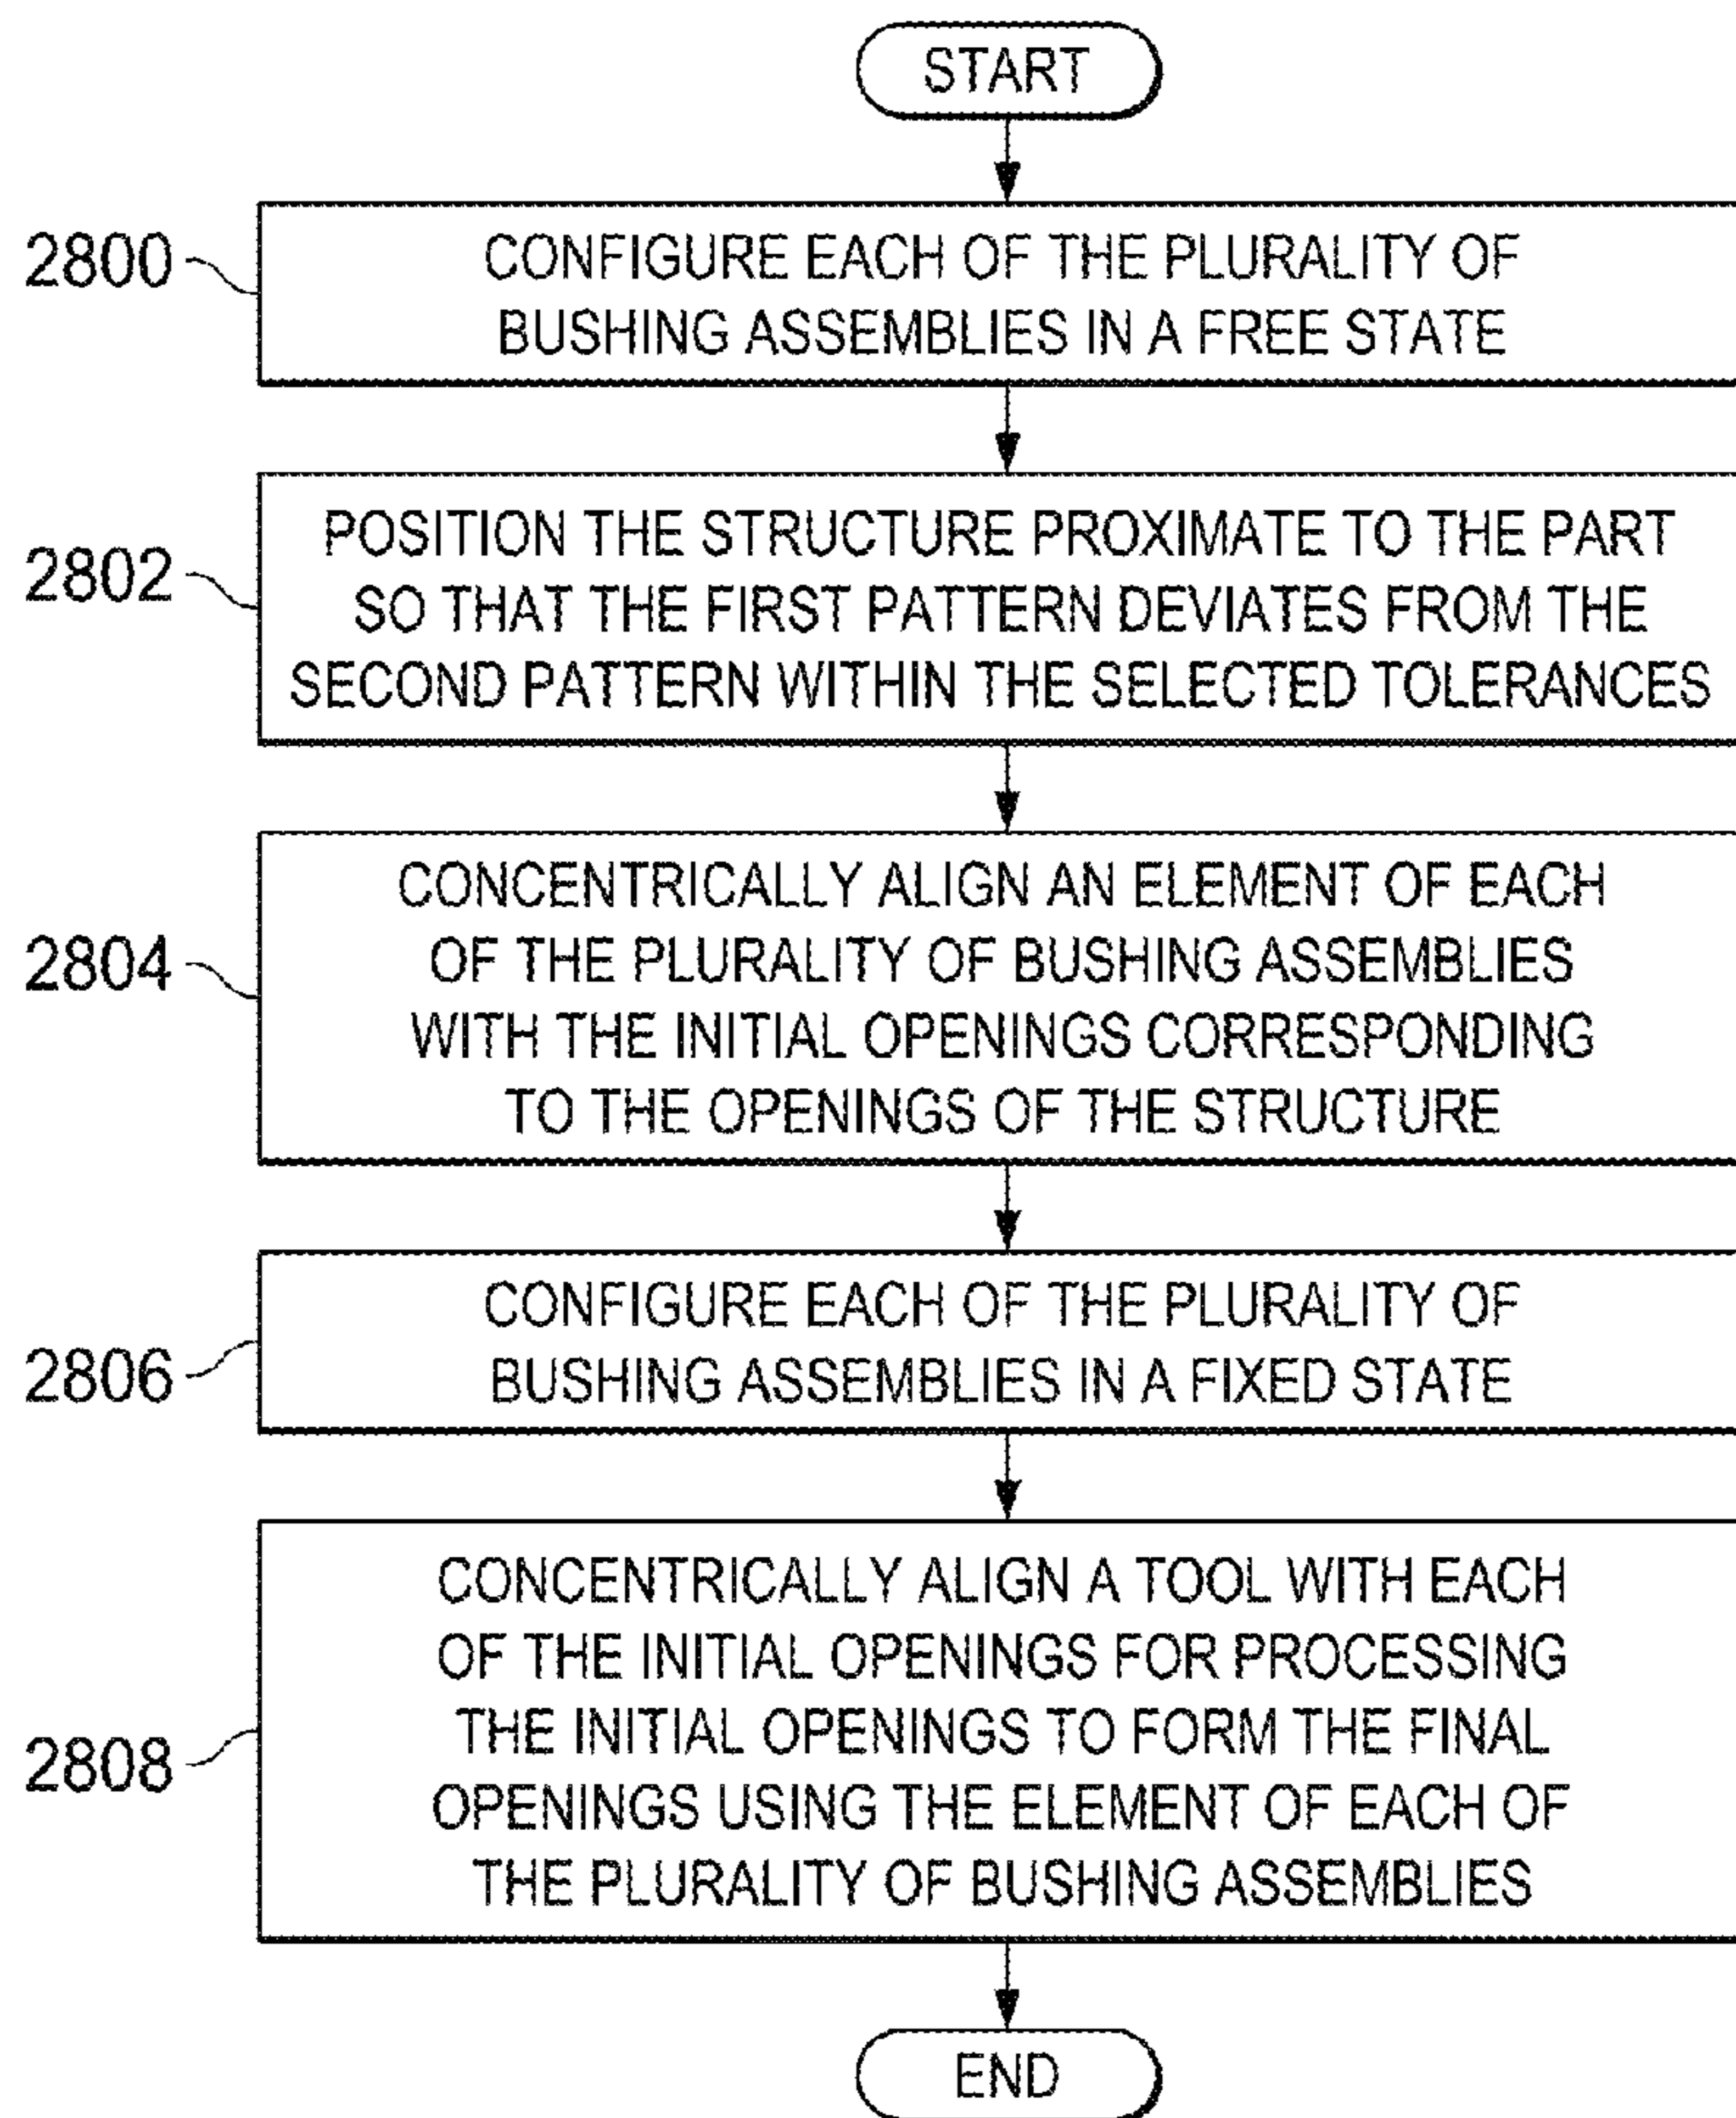 START
2800
CONFIGURE EACH OF THE PLURALITY OF
BUSHING ASSEMBLIES IN A FREE STATE
2802
POSITION THE STRUCTURE PROXIMATE TO THE PART
SO THAT THE FIRST PATTERN DEVIATES FROM THE
SECOND PATTERN WITHIN THE SELECTED TOLERANCES
2804
CONCENTRICALLY ALIGN AN ELEMENT OF EACH
OF THE PLURALITY OF BUSHING ASSEMBLIES
WITH THE INITIAL OPENINGS CORRESPONDING
TO THE OPENINGS OF THE STRUCTURE
2806
CONFIGURE EACH OF THE PLURALITY OF
BUSHING ASSEMBLIES IN A FIXED STATE
2808
CONCENTRICALLY ALIGN A TOOL WITH EACH
OF THE INITIAL OPENINGS FOR PROCESSING
THE INITIAL OPENINGS TO FORM THE FINAL
OPENINGS USING THE ELEMENT OF EACH OF
THE PLURALITY OF BUSHING ASSEMBLIES
END